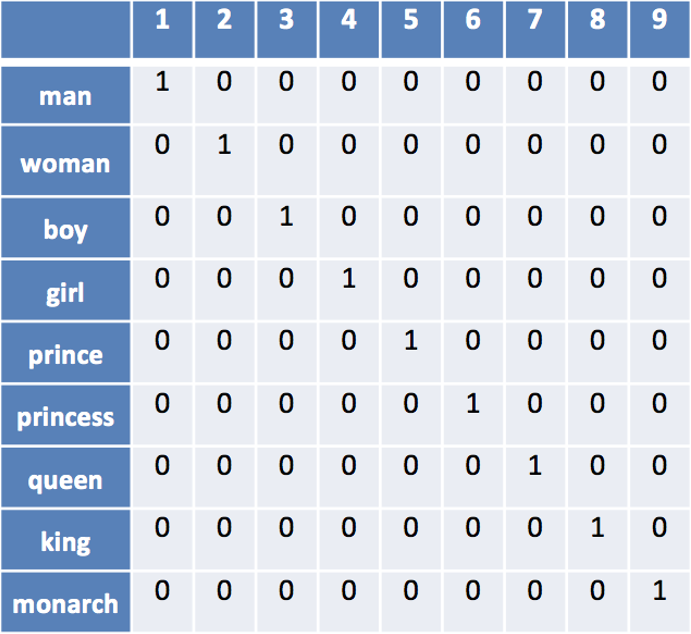 1 2 3 4 5 6 7 8 9
man 1 0 0 0 0 0 0 0 0
woman 0 1 0 0 0 0 0 0 0
boy 0 0 1 0 0 0 0 0 0
girl 0 0 0 1 0 0 0 0 0
prince 0 0 0 0 1 0 0 0 0
princess 0 0 0 0 0 1 0 0 0
queen 0 0 0 0 0 0 1 0 0
king 0 0 0 0 0 0 0 1 0
monarch 0 0 0 0 0 0 0 0 1